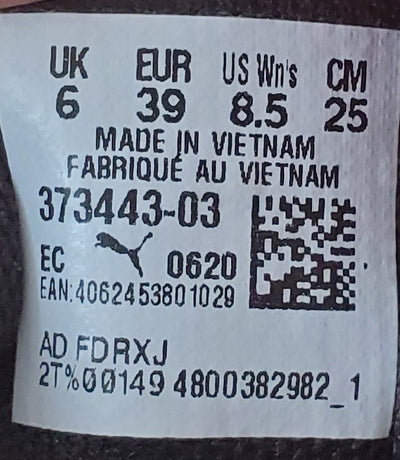 UK EUR US Wn's CM
6 39 8.5 25
MADE IN VIETNAM
FABRIQUÉ AU VIETNAM
373443-03
EC 0620
EAN:4062453801029
AD FDRXJ
2T%00149 4800382982_1